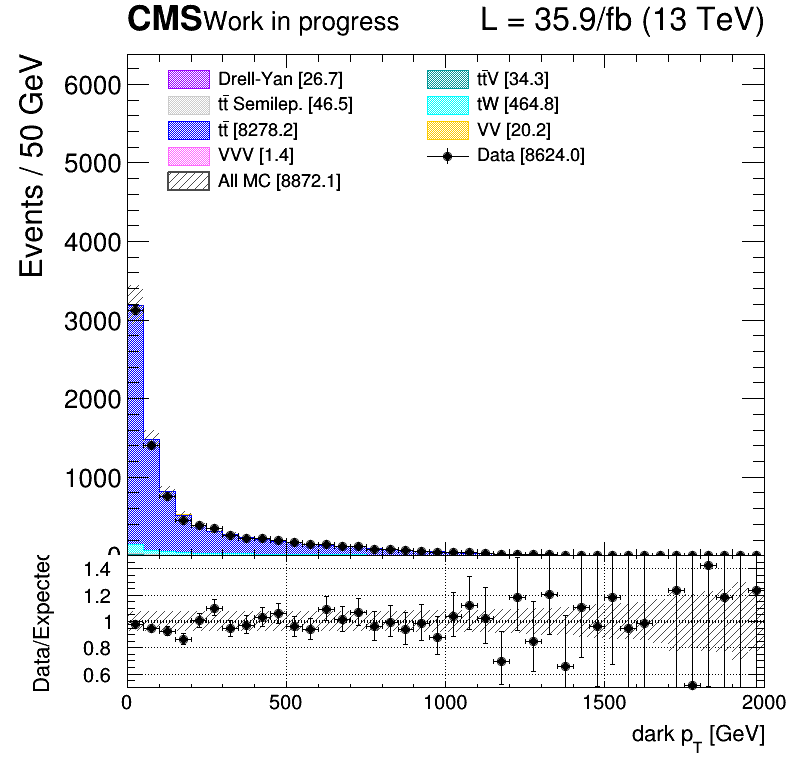 CMS Work in progress L = 35.9/fb (13 TeV)
Events / 50 GeV
6000
5000
4000
3000
2000
1000
0
Drell-Yan [26.7]
tt̄ Semilep. [46.5]
tt̄ [8278.2]
VVV [1.4]
All MC [8872.1]
tt̄V [34.3]
tW [464.8]
VV [20.2]
Data [8624.0]
Data/Expected
1.4
1.2
1
0.8
0.6
0 500 1000 1500 2000
dark p_T [GeV]